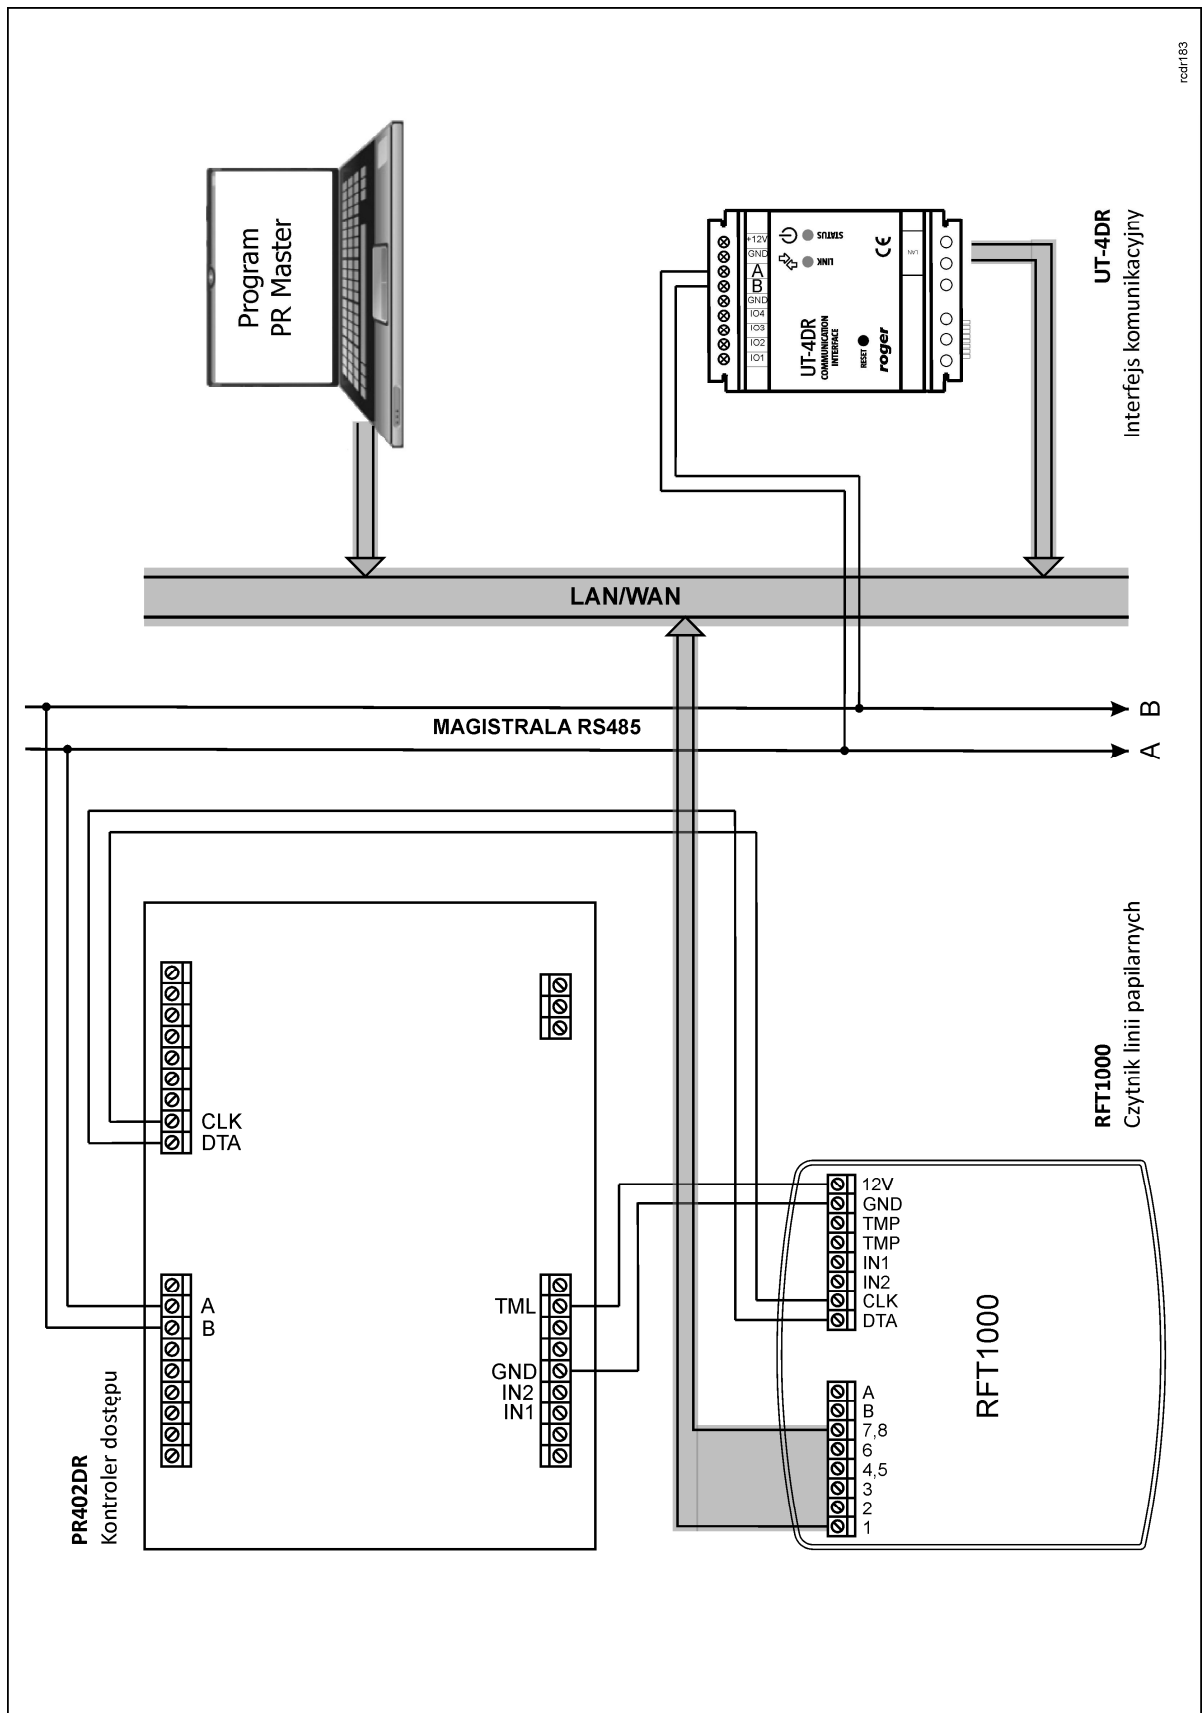 rcdr183
Program
PR Master
+12V
GND
A
B
GND
IO4
IO3
IO2
IO1
STATUS
LINK
UT-4DR
COMMUNICATION
INTERFACE
RESET
roger
CE
LAN
UT-4DR
Interfejs komunikacyjny
LAN/WAN
MAGISTRALA RS485
B
A
CLK
DTA
A
B
TML
GND
IN2
IN1
PR402DR
Kontroler dostępu
RFT1000
Czytnik linii papilarnych
12V
GND
TMP
TMP
IN1
IN2
CLK
DTA
A
B
7,8
6
4,5
3
2
1
RFT1000